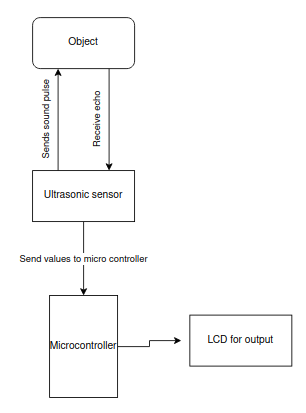 Object
Sends sound pulse
Receive echo
Ultrasonic sensor
Send values to micro controller
Microcontroller
LCD for output